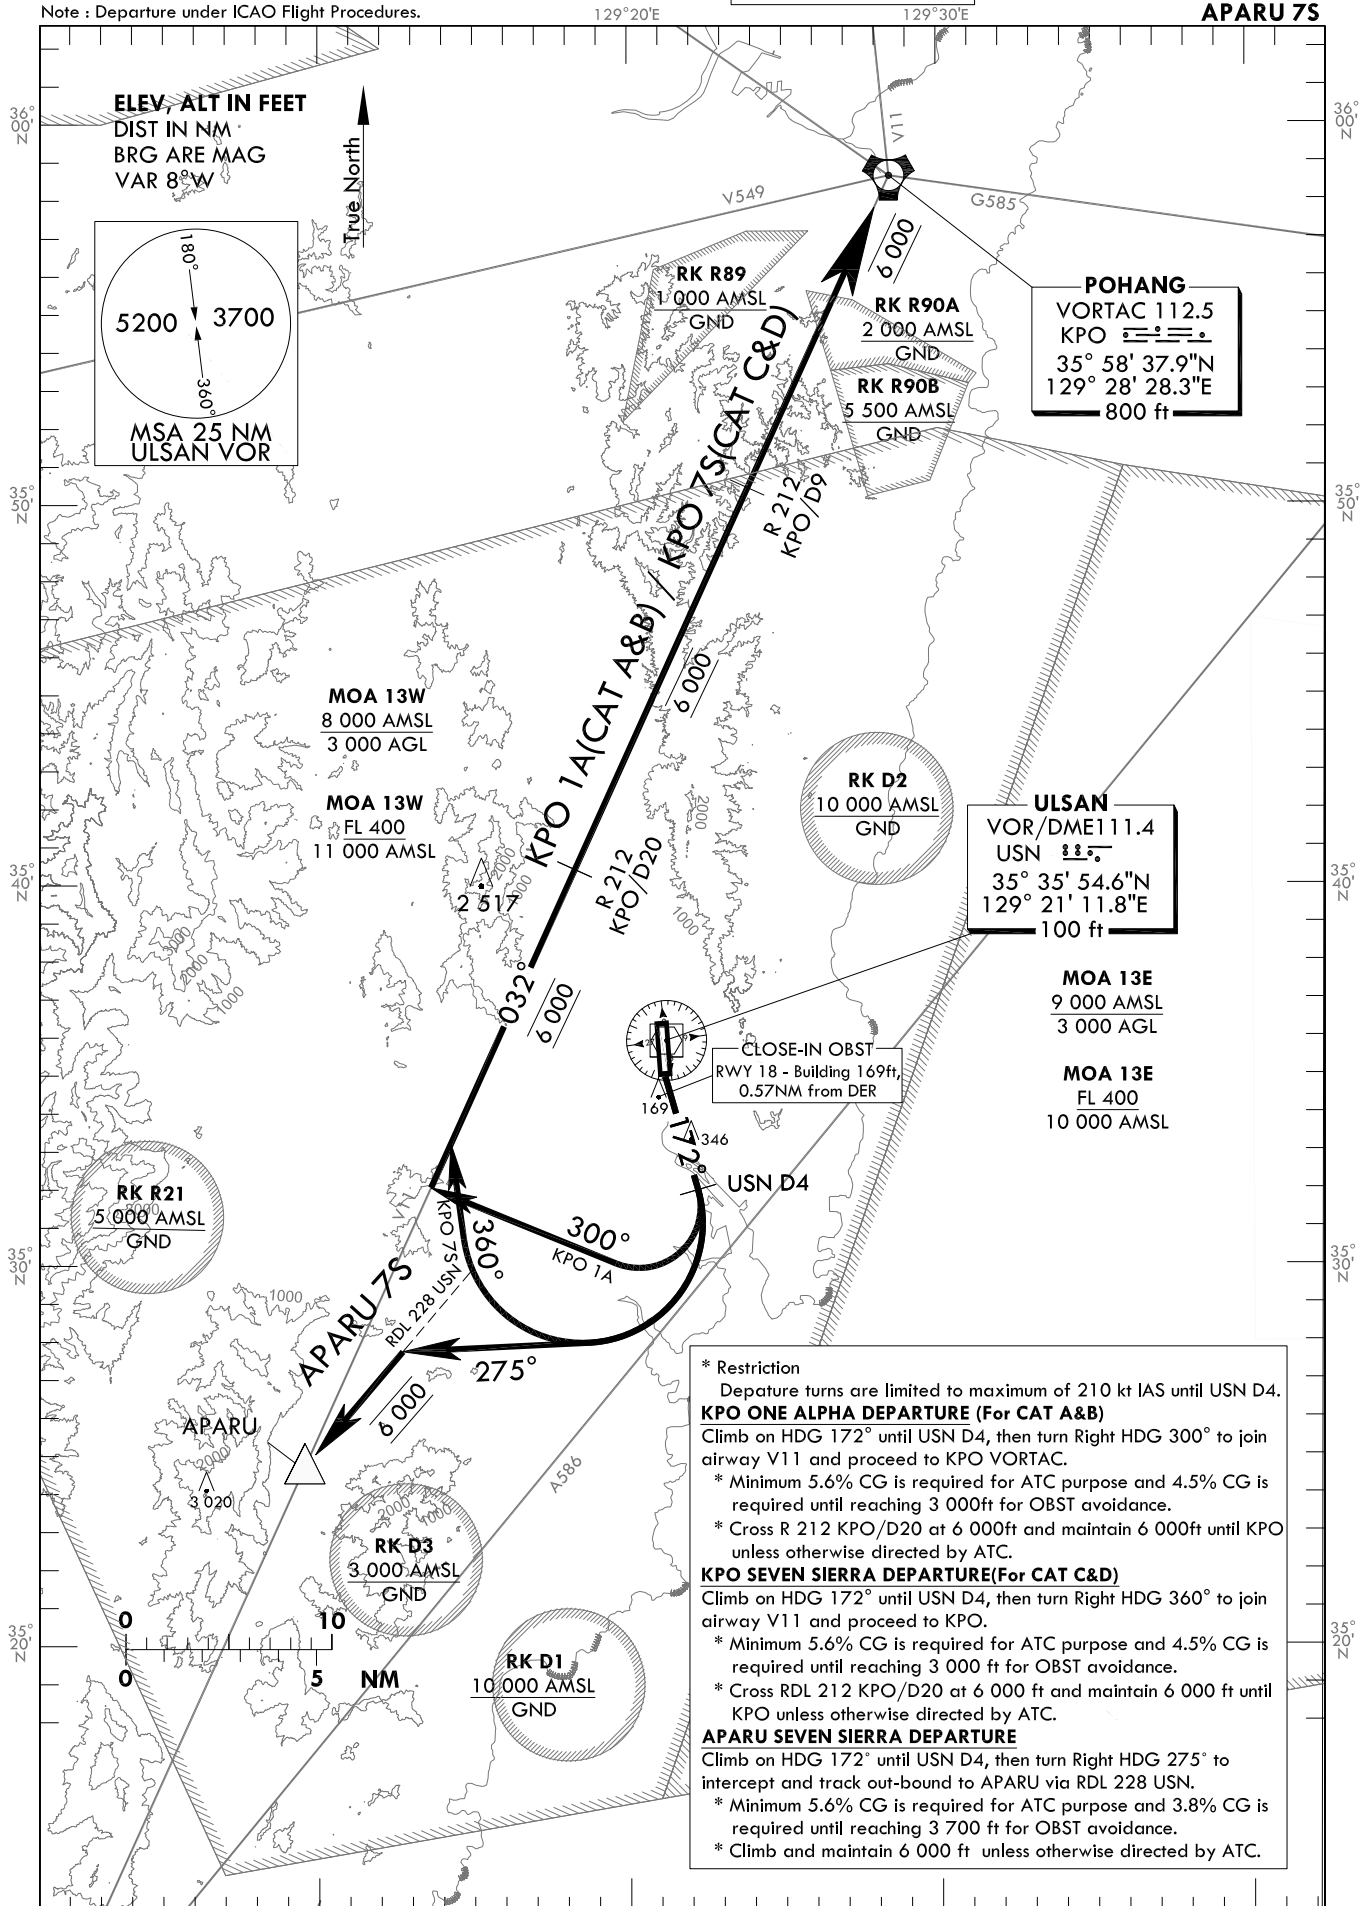 Note : Departure under ICAO Flight Procedures.
129°20'E
129°30'E
APARU 7S
ELEV, ALT IN FEET
DIST IN NM
BRG ARE MAG
VAR 8°W
True North
36°
00'
N
36°
00'
N
180°
5200
3700
360°
MSA 25 NM
ULSAN VOR
V549
V11
G585
6 000
RK R89
1 000 AMSL
GND
RK R90A
2 000 AMSL
GND
RK R90B
5 500 AMSL
GND
POHANG
VORTAC 112.5
KPO
35° 58' 37.9"N
129° 28' 28.3"E
800 ft
35°
50'
N
35°
50'
N
R 212
KPO/D9
KPO 1A(CAT A&B) / KPO 7S(CAT C&D)
6 000
MOA 13W
8 000 AMSL
3 000 AGL
MOA 13W
FL 400
11 000 AMSL
RK D2
10 000 AMSL
GND
2000
1000
2000
1000
2 517
R 212
KPO/D20
35°
40'
N
35°
40'
N
ULSAN
VOR/DME111.4
USN
35° 35' 54.6"N
129° 21' 11.8"E
100 ft
3000
2000
1000
032°
6 000
MOA 13E
9 000 AMSL
3 000 AGL
MOA 13E
FL 400
10 000 AMSL
CLOSE-IN OBST
RWY 18 - Building 169ft,
0.57NM from DER
169
346
172°
USN D4
RK R21
5 000 AMSL
GND
2000
35°
30'
N
35°
30'
N
300°
KPO 1A
360°
KPO 7S
RDL 228 USN
APARU 7S
1000
275°
6 000
APARU
2000
3 020
A586
2000
1000
RK D3
3 000 AMSL
GND
RK D1
10 000 AMSL
GND
35°
20'
N
35°
20'
N
0 10
0 5 NM
* Restriction
Depature turns are limited to maximum of 210 kt IAS until USN D4.
KPO ONE ALPHA DEPARTURE (For CAT A&B)
Climb on HDG 172° until USN D4, then turn Right HDG 300° to join
airway V11 and proceed to KPO VORTAC.
* Minimum 5.6% CG is required for ATC purpose and 4.5% CG is
required until reaching 3 000ft for OBST avoidance.
* Cross R 212 KPO/D20 at 6 000ft and maintain 6 000ft until KPO
unless otherwise directed by ATC.
KPO SEVEN SIERRA DEPARTURE(For CAT C&D)
Climb on HDG 172° until USN D4, then turn Right HDG 360° to join
airway V11 and proceed to KPO.
* Minimum 5.6% CG is required for ATC purpose and 4.5% CG is
required until reaching 3 000 ft for OBST avoidance.
* Cross RDL 212 KPO/D20 at 6 000 ft and maintain 6 000 ft until
KPO unless otherwise directed by ATC.
APARU SEVEN SIERRA DEPARTURE
Climb on HDG 172° until USN D4, then turn Right HDG 275° to
intercept and track out-bound to APARU via RDL 228 USN.
* Minimum 5.6% CG is required for ATC purpose and 3.8% CG is
required until reaching 3 700 ft for OBST avoidance.
* Climb and maintain 6 000 ft unless otherwise directed by ATC.